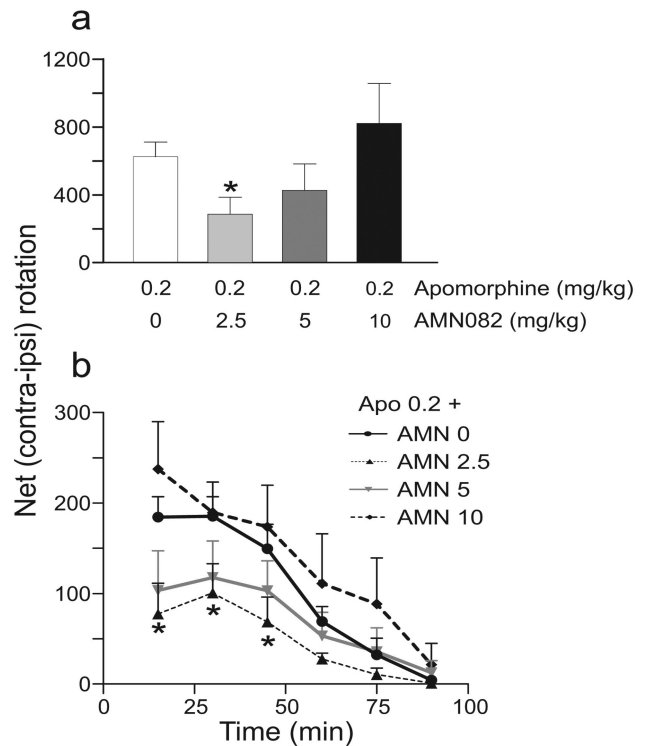 a
1200
800
400
0
*
0.2 0.2 0.2 0.2 Apomorphine (mg/kg)
0 2.5 5 10 AMN082 (mg/kg)
Net (contra-ipsi) rotation
b
300
200
100
0
Apo 0.2 +
AMN 0
AMN 2.5
AMN 5
AMN 10
* * *
0 25 50 75 100
Time (min)